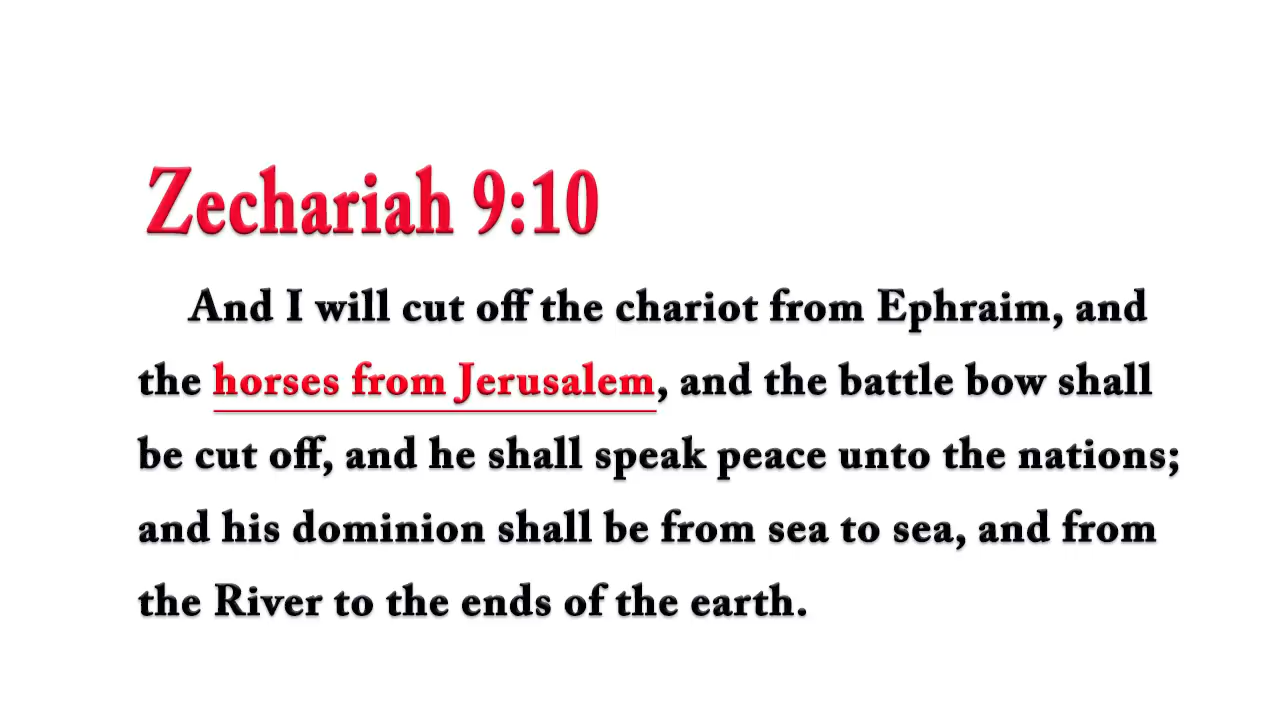 Zechariah 9:10
And I will cut off the chariot from Ephraim, and
the horses from Jerusalem, and the battle bow shall
be cut off, and he shall speak peace unto the nations;
and his dominion shall be from sea to sea, and from
the River to the ends of the earth.